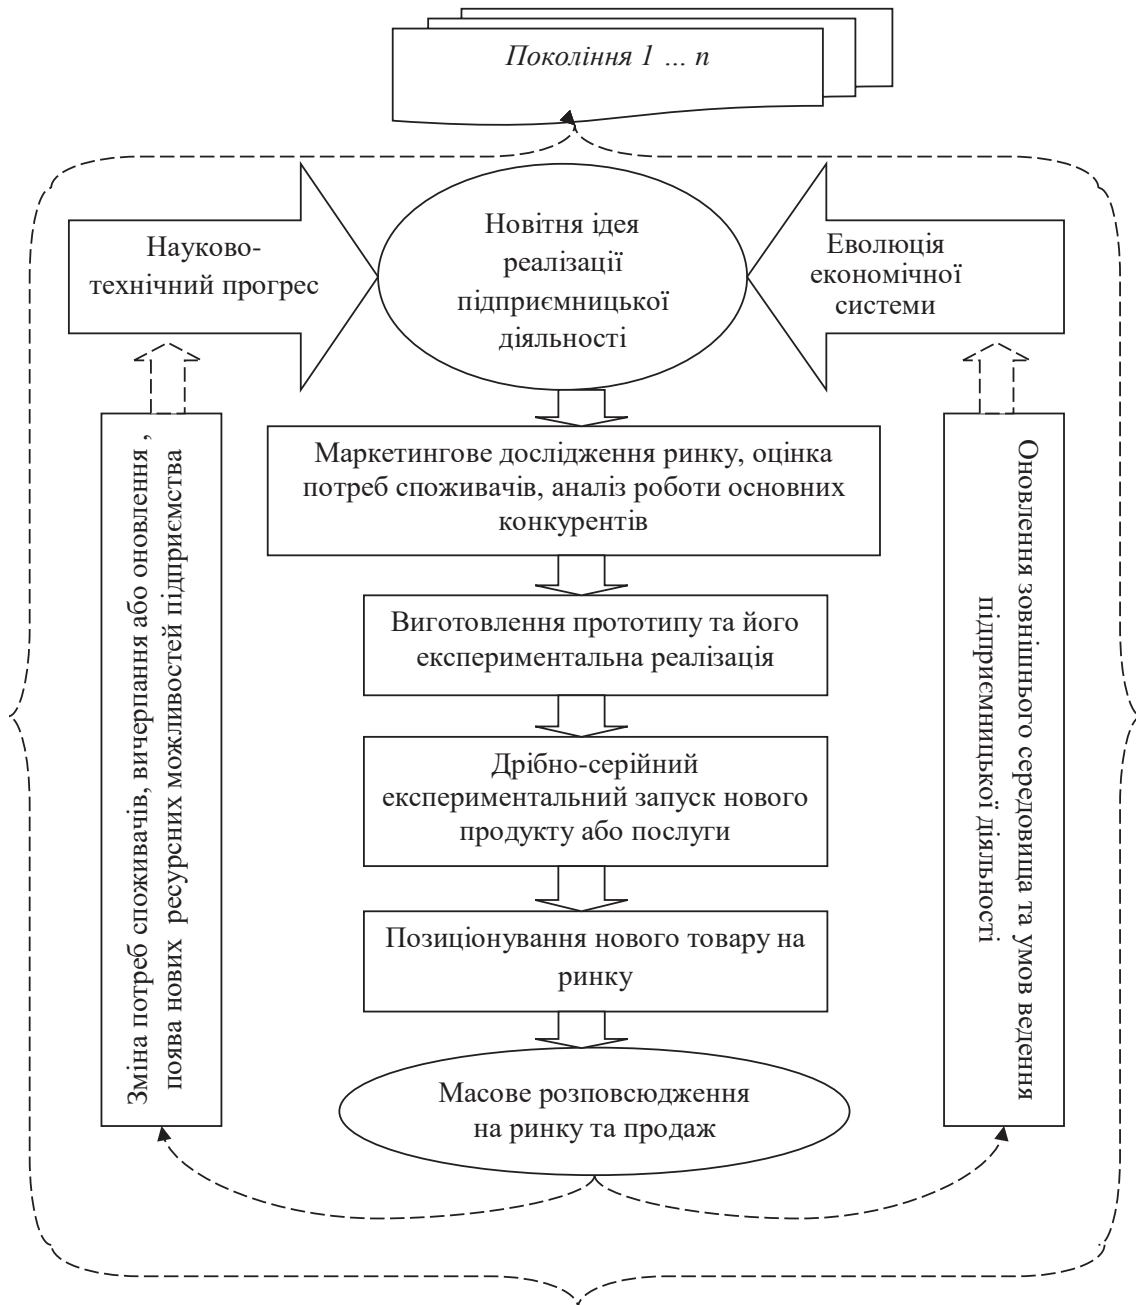 Покоління 1 ... n
Науково-
технічний прогрес
Новітня ідея
реалізації
підприємницької
діяльності
Еволюція
економічної
системи
Зміна потреб споживачів, вичерпання або оновлення ,
поява нових ресурсних можливостей підприємства
Маркетингове дослідження ринку, оцінка
потреб споживачів, аналіз роботи основних
конкурентів
Виготовлення прототипу та його
експериментальна реалізація
Дрібно-серійний
експериментальний запуск нового
продукту або послуги
Позиціонування нового товару на
ринку
Масове розповсюдження
на ринку та продаж
Оновлення зовнішнього середовища та умов ведення
підприємницької діяльності